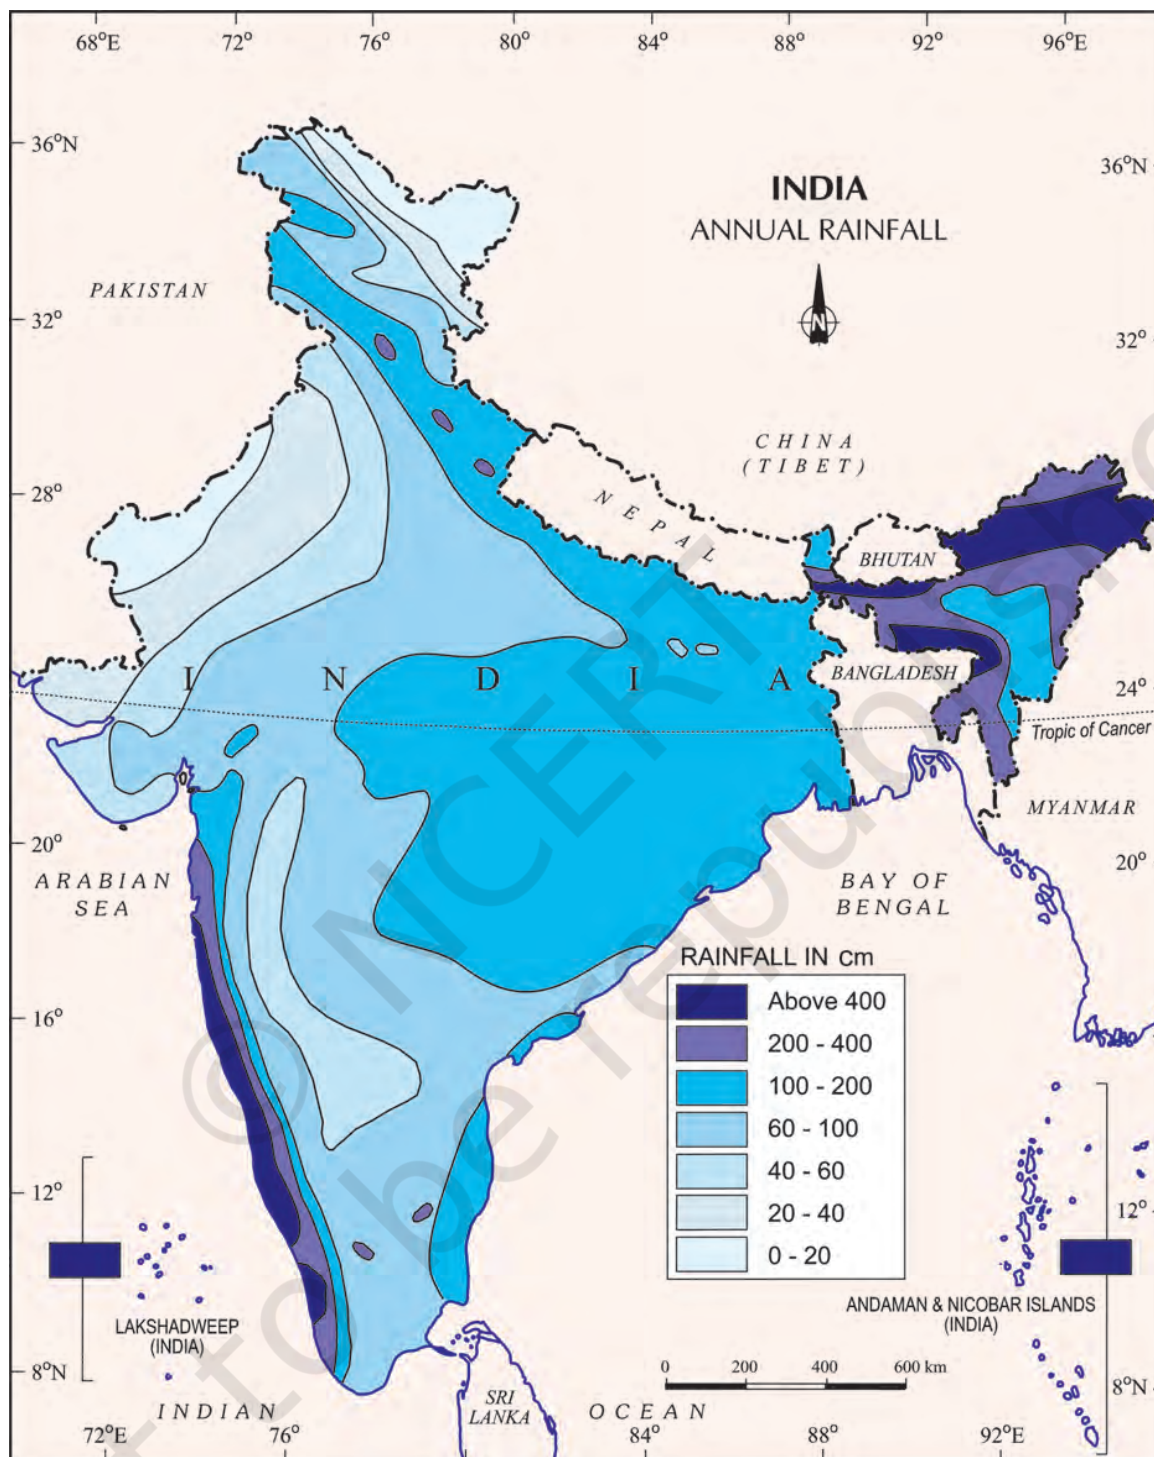 68°E 72° 76° 80° 84° 88° 92° 96°E
36°N
36°N
INDIA
ANNUAL RAINFALL
N
PAKISTAN
32°
32°
CHINA
(TIBET)
28°
NEPAL
BHUTAN
INDIA
BANGLADESH
24°
Tropic of Cancer
MYANMAR
20°
20°
ARABIAN
SEA
BAY OF
BENGAL
RAINFALL IN cm
Above 400
200 - 400
100 - 200
60 - 100
40 - 60
20 - 40
0 - 20
16°
12°
12°
LAKSHADWEEP
(INDIA)
ANDAMAN & NICOBAR ISLANDS
(INDIA)
8°N
8°N
0 200 400 600 km
SRI
LANKA
INDIAN OCEAN
72° 76° 84° 88° 92°E
© NCERT
to be republished